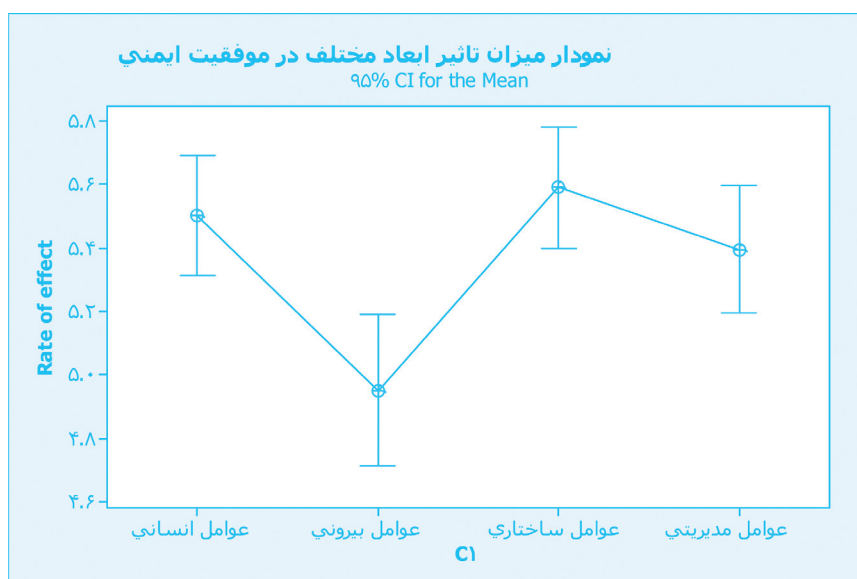 نمودار ميزان تاثير ابعاد مختلف در موفقيت ايمني
۹۵% CI for the Mean
Rate of effect
۵.۸
۵.۶
۵.۴
۵.۲
۵.۰
۴.۸
۴.۶
عوامل انساني
عوامل بيروني
عوامل ساختاري
عوامل مديريتي
C۱